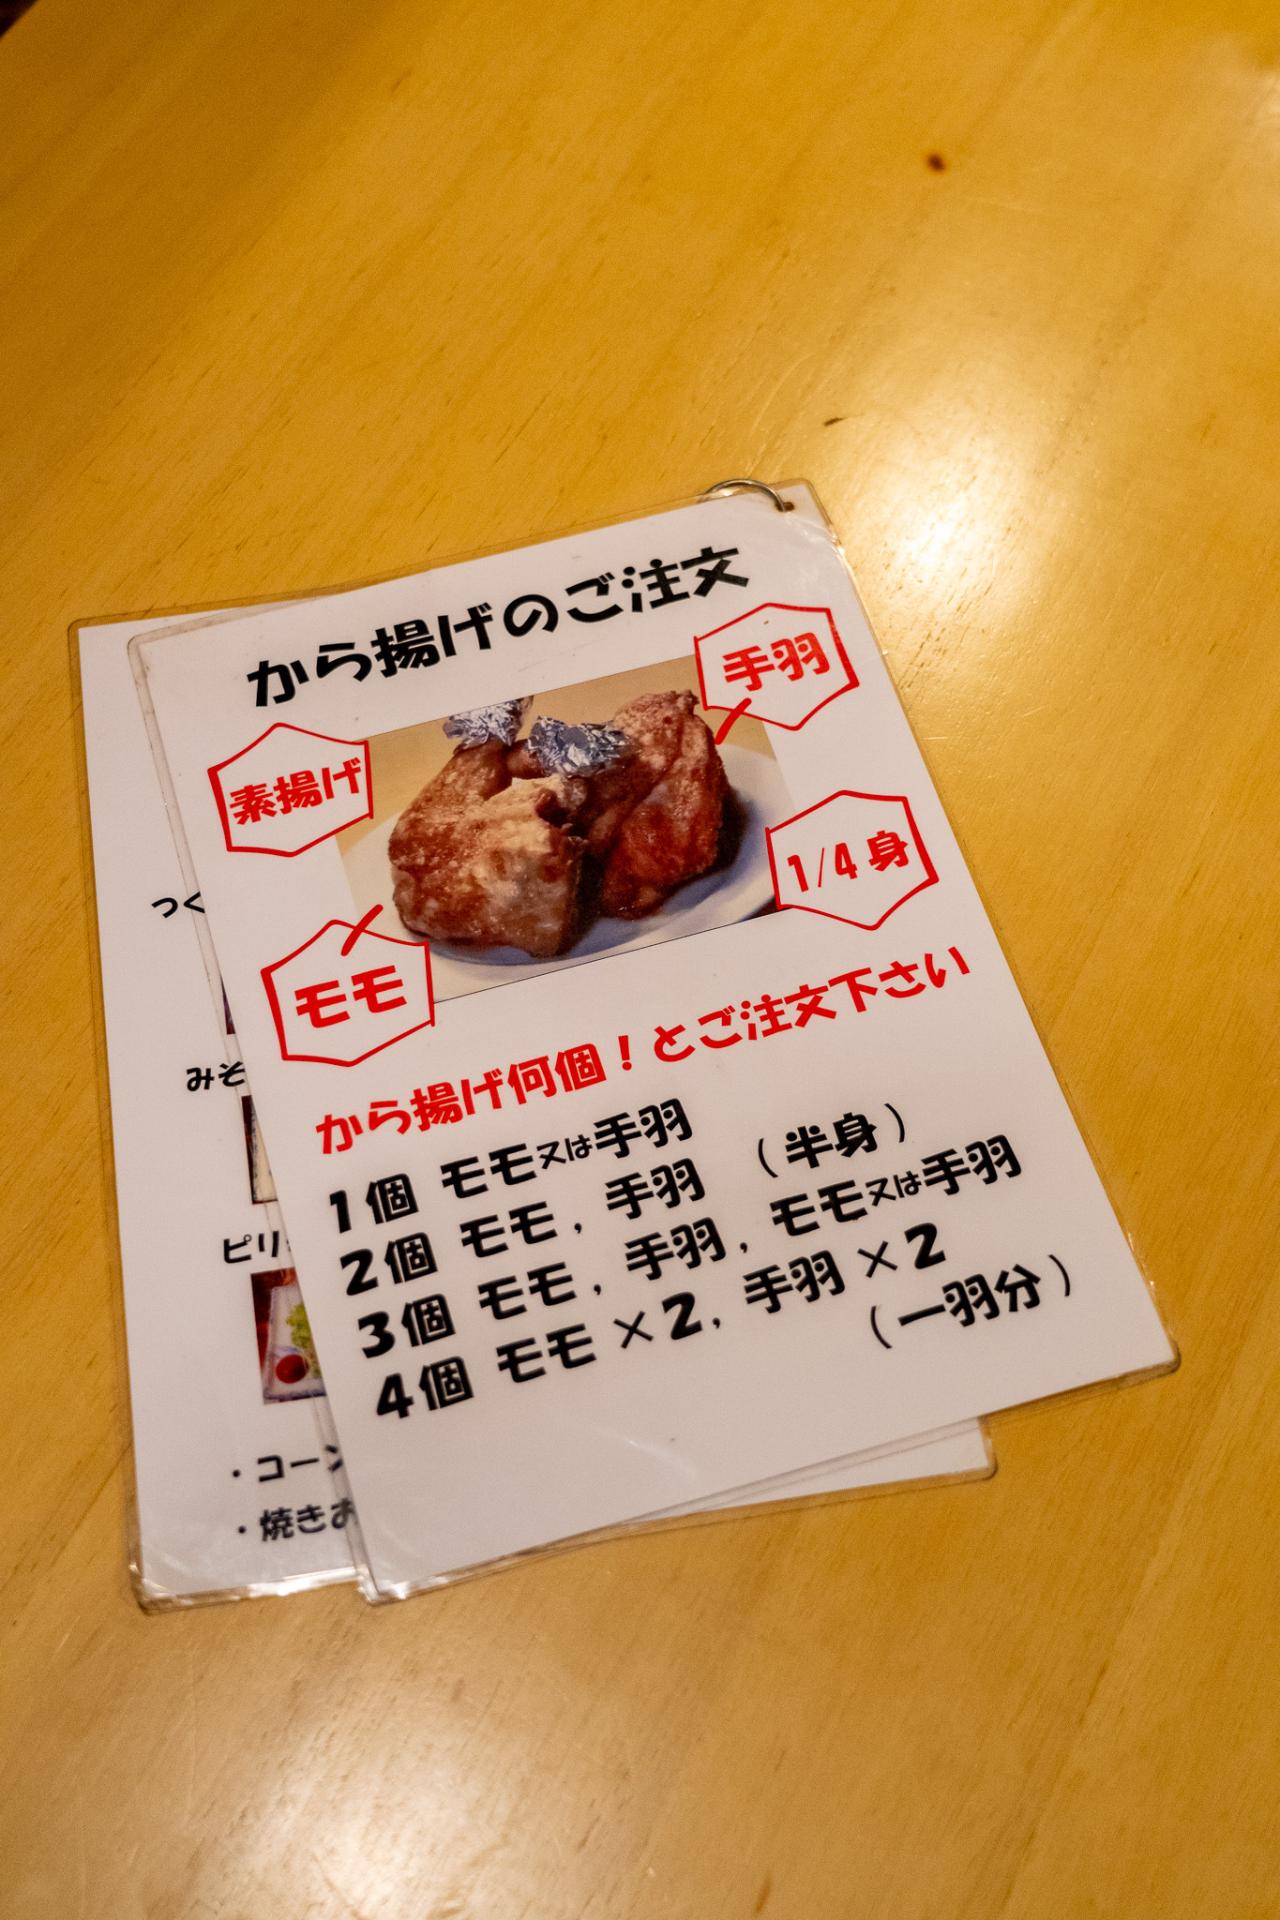 から揚げのご注文
手羽
素揚げ
1/4身
モモ
から揚げ何個！とご注文下さい
1個 モモ又は手羽
2個 モモ, 手羽 (半身)
3個 モモ, 手羽, モモ又は手羽
4個 モモ×2, 手羽×2
(一羽分)
つく
みそ
ピリ
・コーン
・焼きお